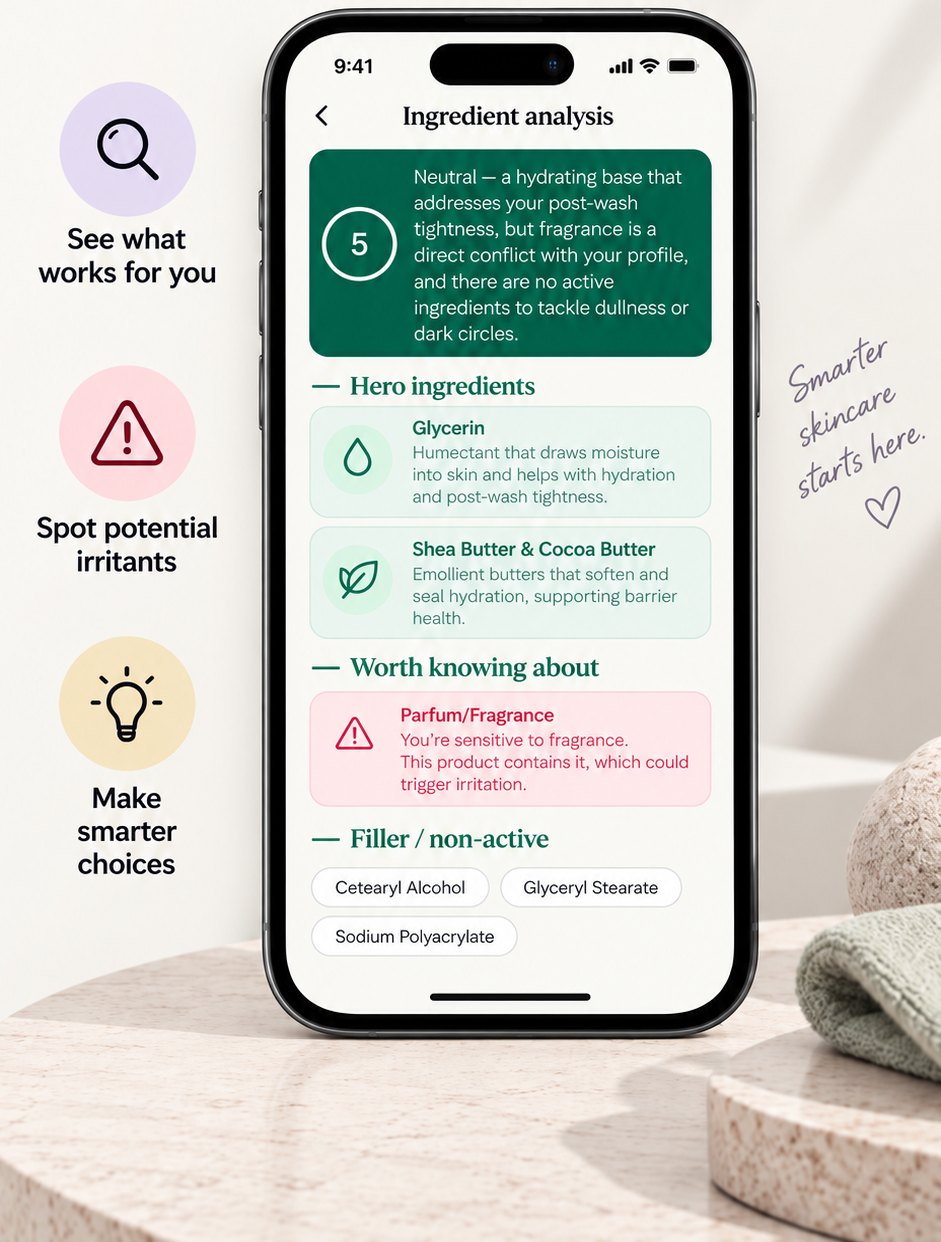 9:41
Ingredient analysis
5
Neutral — a hydrating base that
addresses your post-wash
tightness, but fragrance is a
direct conflict with your profile,
and there are no active
ingredients to tackle dullness or
dark circles.
Hero ingredients
Glycerin
Humectant that draws moisture
into skin and helps with hydration
and post-wash tightness.
Shea Butter & Cocoa Butter
Emollient butters that soften and
seal hydration, supporting barrier
health.
Worth knowing about
Parfum/Fragrance
You’re sensitive to fragrance.
This product contains it, which could
trigger irritation.
Filler / non-active
Cetearyl Alcohol
Glyceryl Stearate
Sodium Polyacrylate
See what
works for you
Spot potential
irritants
Make
smarter
choices
Smarter
skincare
starts here.